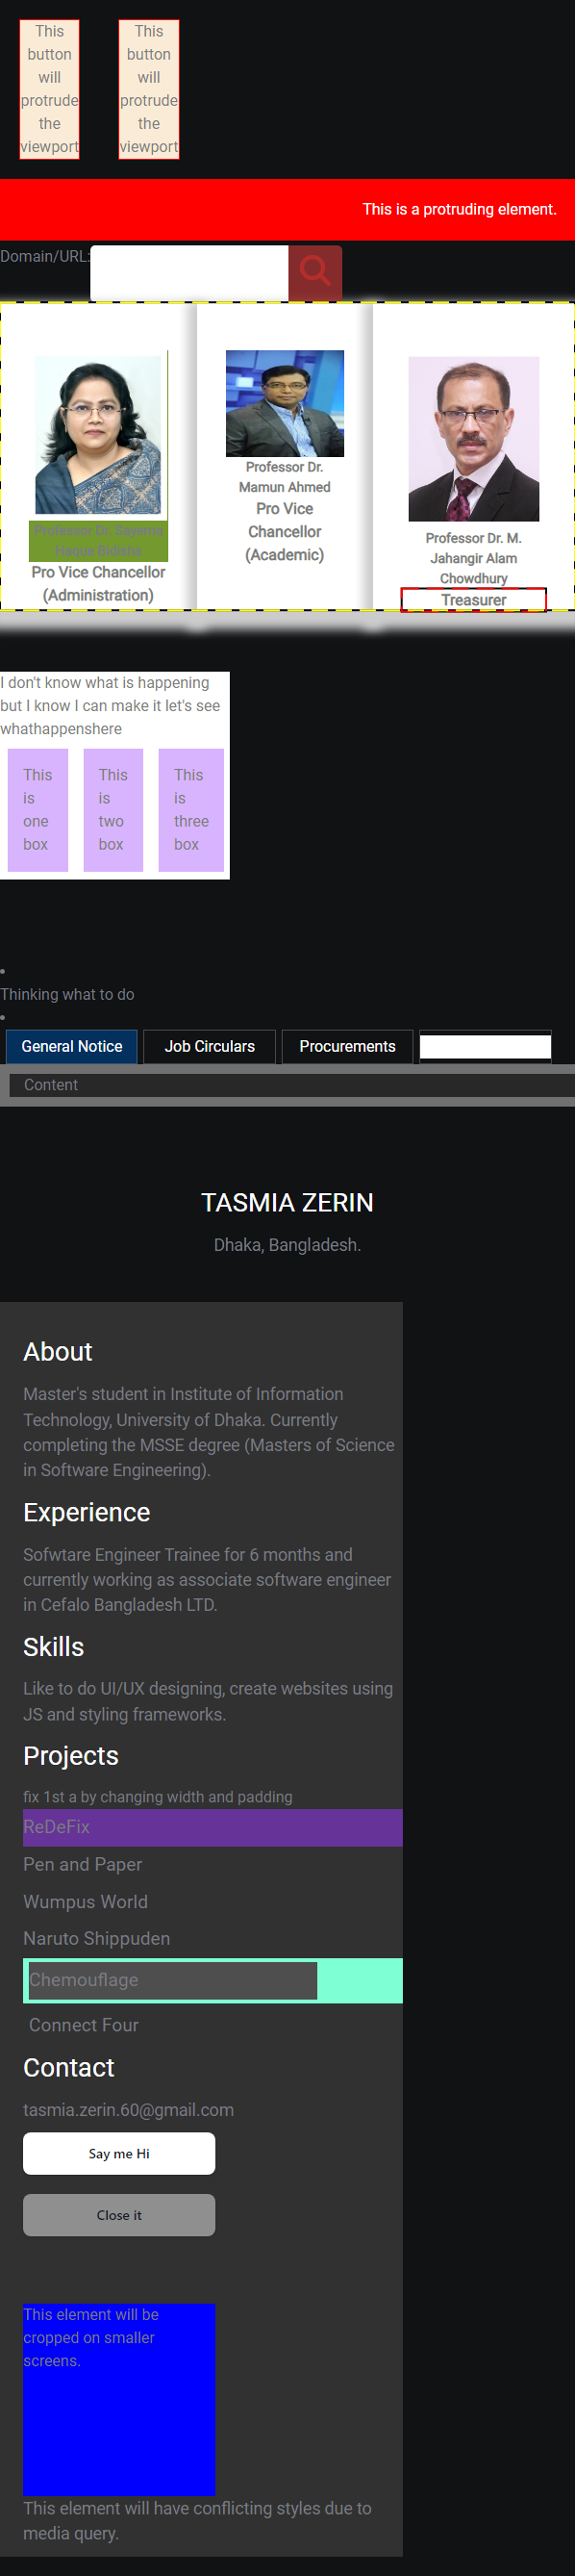 This
button
will
protrude
the
viewport
This
button
will
protrude
the
viewport
This is a protruding element.
Domain/URL:
Professor Dr. Sayema
Haque Bidisha
Pro Vice Chancellor
(Administration)
Professor Dr.
Mamun Ahmed
Pro Vice
Chancellor
(Academic)
Professor Dr. M.
Jahangir Alam
Chowdhury
Treasurer
I don't know what is happening
but I know I can make it let's see
whathappenshere
This
is
one
box
This
is
two
box
This
is
three
box
Thinking what to do
General Notice
Job Circulars
Procurements
Content
TASMIA ZERIN
Dhaka, Bangladesh.
About
Master's student in Institute of Information
Technology, University of Dhaka. Currently
completing the MSSE degree (Masters of Science
in Software Engineering).
Experience
Sofwtare Engineer Trainee for 6 months and
currently working as associate software engineer
in Cefalo Bangladesh LTD.
Skills
Like to do UI/UX designing, create websites using
JS and styling frameworks.
Projects
fix 1st a by changing width and padding
ReDeFix
Pen and Paper
Wumpus World
Naruto Shippuden
Chemouflage
Connect Four
Contact
tasmia.zerin.60@gmail.com
Say me Hi
Close it
This element will be
cropped on smaller
screens.
This element will have conflicting styles due to
media query.